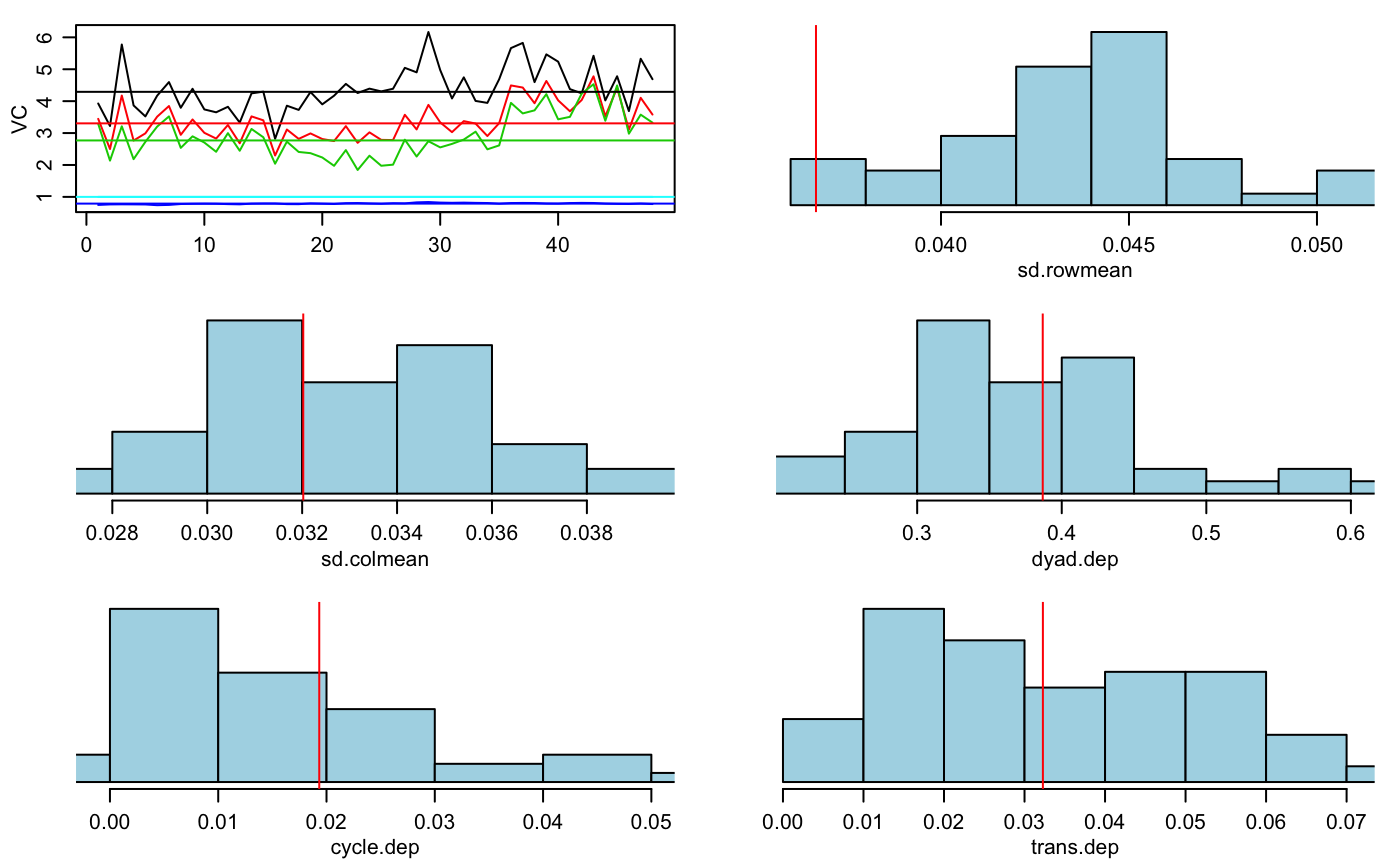 VC
6
5
4
3
2
1
0 10 20 30 40
0.040 0.045 0.050
sd.rowmean
0.028 0.030 0.032 0.034 0.036 0.038
sd.colmean
0.3 0.4 0.5 0.6
dyad.dep
0.00 0.01 0.02 0.03 0.04 0.05
cycle.dep
0.00 0.01 0.02 0.03 0.04 0.05 0.06 0.07
trans.dep